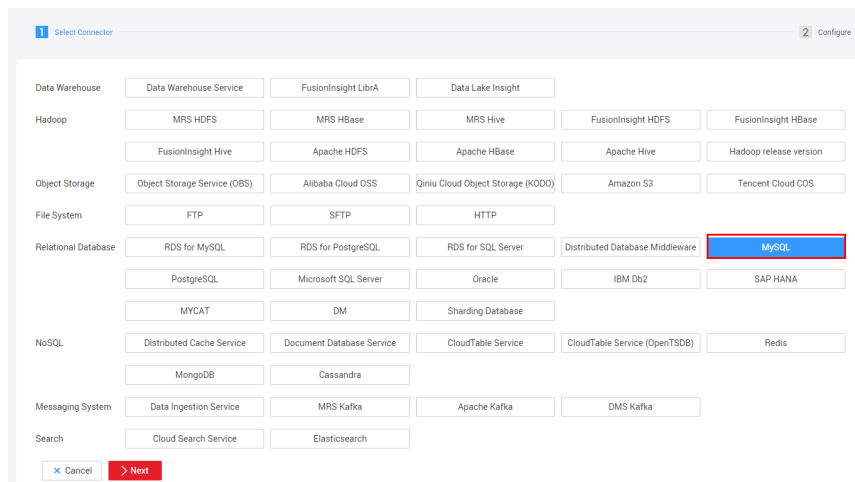 1 Select Connector 2 Configure
Data Warehouse Data Warehouse Service FusionInsight LibrA Data Lake Insight
Hadoop MRS HDFS MRS HBase MRS Hive FusionInsight HDFS FusionInsight HBase
FusionInsight Hive Apache HDFS Apache HBase Apache Hive Hadoop release version
Object Storage Object Storage Service (OBS) Alibaba Cloud OSS Qiniu Cloud Object Storage (KODO) Amazon S3 Tencent Cloud COS
File System FTP SFTP HTTP
Relational Database RDS for MySQL RDS for PostgreSQL RDS for SQL Server Distributed Database Middleware MySQL
PostgreSQL Microsoft SQL Server Oracle IBM Db2 SAP HANA
MYCAT DM Sharding Database
NoSQL Distributed Cache Service Document Database Service CloudTable Service CloudTable Service (OpenTSDB) Redis
MongoDB Cassandra
Messaging System Data Ingestion Service MRS Kafka Apache Kafka DMS Kafka
Search Cloud Search Service Elasticsearch
× Cancel > Next